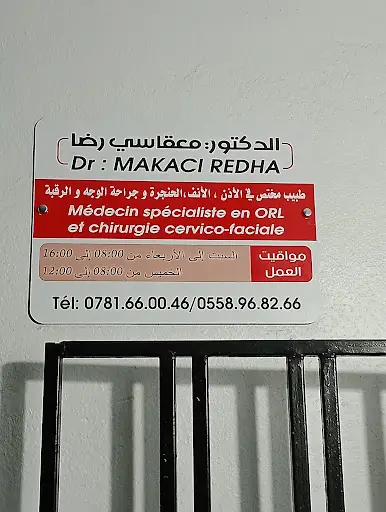 الدكتور: معقاسي رضا
Dr : MAKACI REDHA
طبيب مختص في الأذن ، الأنف،الحنجرة و جراحة الوجه و الرقبة
Médecin spécialiste en ORL
et chirurgie cervico-faciale
مواقيت العمل
السبت إلى الأربعاء من 08:00 إلى 16:00
الخميس من 08:00 إلى 12:00
Tél: 0781.66.00.46/0558.96.82.66